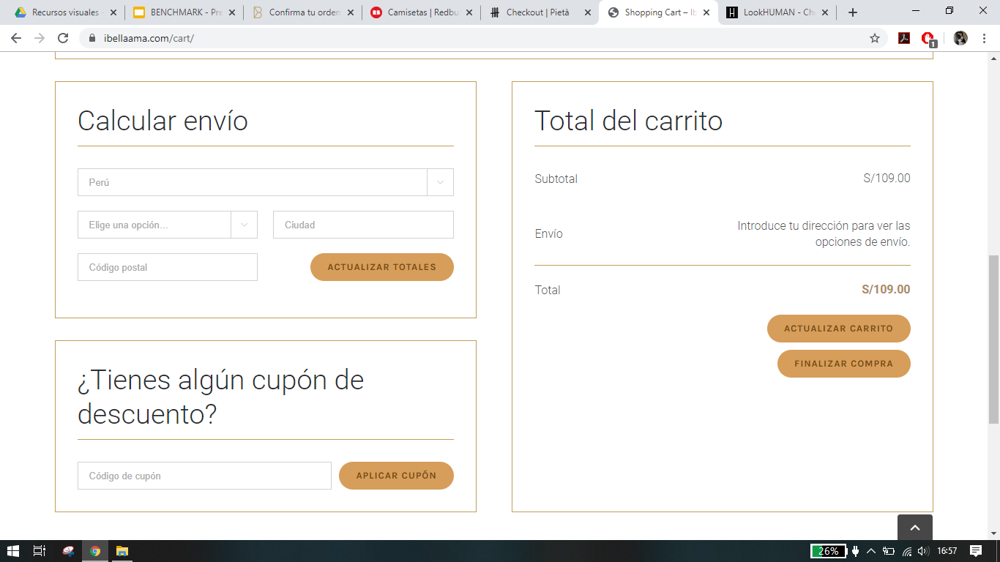 Recursos visuales -
BENCHMARK - Pre
Confirma tu orden
Camisetas | Redbu
Checkout | Pietà
Shopping Cart – Ib
LookHUMAN - Ch
ibellaama.com/cart/
1
Calcular envío
Perú
Elige una opción...
Ciudad
Código postal
ACTUALIZAR TOTALES
¿Tienes algún cupón de
descuento?
Código de cupón
APLICAR CUPÓN
Total del carrito
Subtotal
S/109.00
Envío
Introduce tu dirección para ver las
opciones de envío.
Total
S/109.00
ACTUALIZAR CARRITO
FINALIZAR COMPRA
26%
16:57